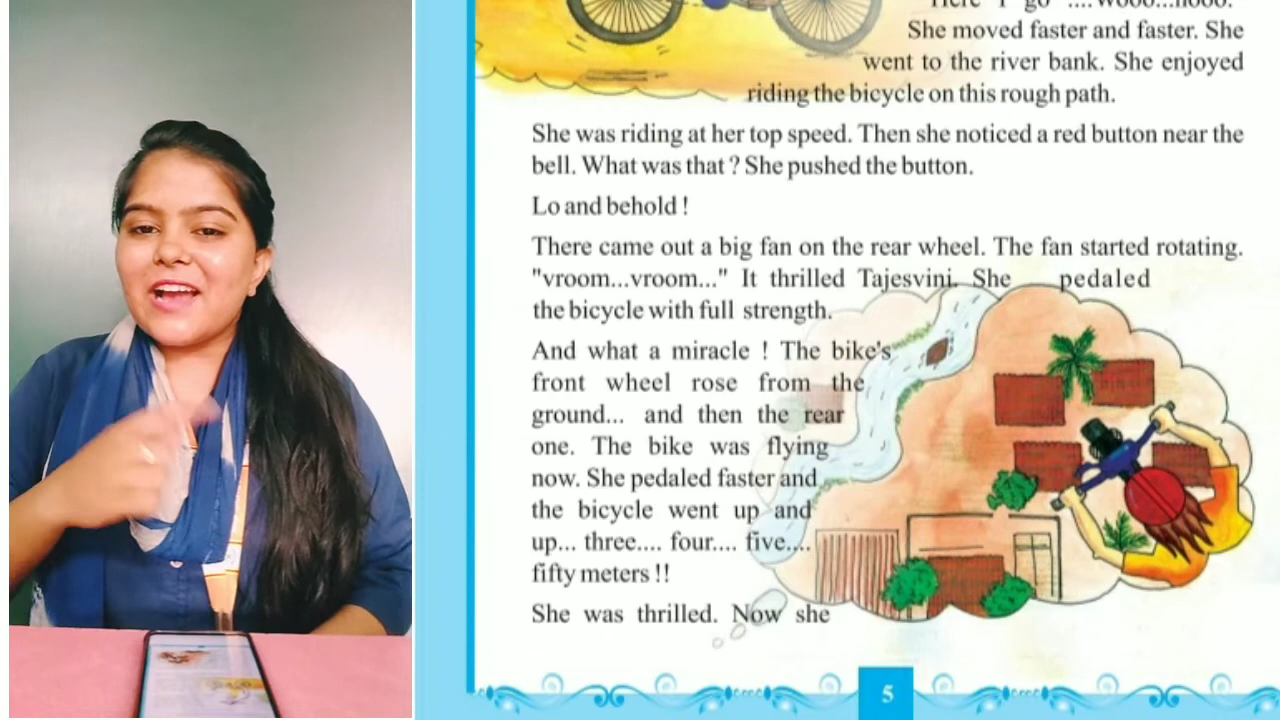 "Here I go ....wooo...hooo."
She moved faster and faster. She
went to the river bank. She enjoyed
riding the bicycle on this rough path.
She was riding at her top speed. Then she noticed a red button near the
bell. What was that ? She pushed the button.
Lo and behold !
There came out a big fan on the rear wheel. The fan started rotating.
"vroom...vroom..." It thrilled Tajesvini. She pedaled
the bicycle with full strength.
And what a miracle ! The bike's
front wheel rose from the
ground... and then the rear
one. The bike was flying
now. She pedaled faster and
the bicycle went up and
up... three.... four.... five....
fifty meters !!
She was thrilled. Now she
5